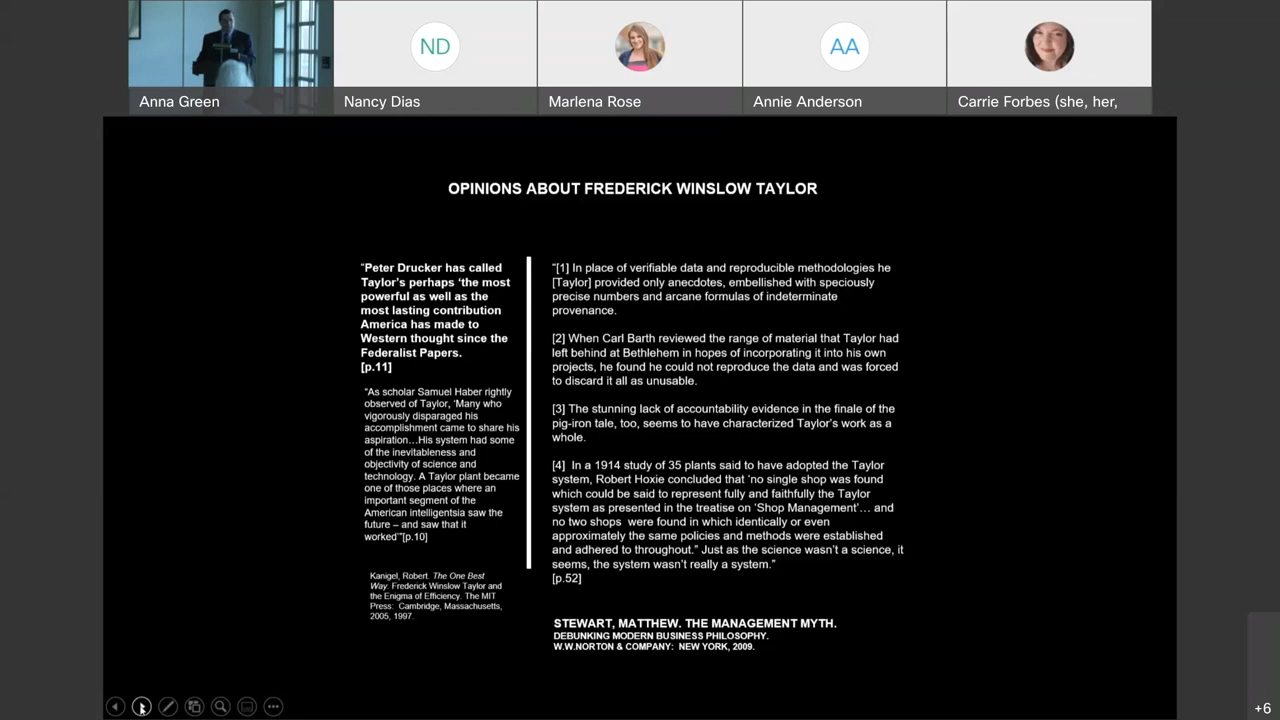 Anna Green
ND
Nancy Dias
Marlena Rose
AA
Annie Anderson
Carrie Forbes (she, her,
OPINIONS ABOUT FREDERICK WINSLOW TAYLOR
“Peter Drucker has called
Taylor’s perhaps ‘the most
powerful as well as the
most lasting contribution
America has made to
Western thought since the
Federalist Papers.
[p.11]
“As scholar Samuel Haber rightly
observed of Taylor, ‘Many who
vigorously disparaged his
accomplishment came to share his
aspiration…His system had some
of the inevitableness and
objectivity of science and
technology. A Taylor plant became
one of those places where an
important segment of the
American intelligentsia saw the
future – and saw that it
worked’”[p.10]
Kanigel, Robert. The One Best
Way. Frederick Winslow Taylor and
the Enigma of Efficiency. The MIT
Press: Cambridge, Massachusetts,
2005, 1997.
“[1] In place of verifiable data and reproducible methodologies he
[Taylor] provided only anecdotes, embellished with speciously
precise numbers and arcane formulas of indeterminate
provenance.
[2] When Carl Barth reviewed the range of material that Taylor had
left behind at Bethlehem in hopes of incorporating it into his own
projects, he found he could not reproduce the data and was forced
to discard it all as unusable.
[3] The stunning lack of accountability evidence in the finale of the
pig-iron tale, too, seems to have characterized Taylor’s work as a
whole.
[4] In a 1914 study of 35 plants said to have adopted the Taylor
system, Robert Hoxie concluded that ‘no single shop was found
which could be said to represent fully and faithfully the Taylor
system as presented in the treatise on ‘Shop Management’… and
no two shops were found in which identically or even
approximately the same policies and methods were established
and adhered to throughout.” Just as the science wasn’t a science, it
seems, the system wasn’t really a system.”
[p.52]
STEWART, MATTHEW. THE MANAGEMENT MYTH.
DEBUNKING MODERN BUSINESS PHILOSOPHY.
W.W.NORTON & COMPANY: NEW YORK, 2009.
+6